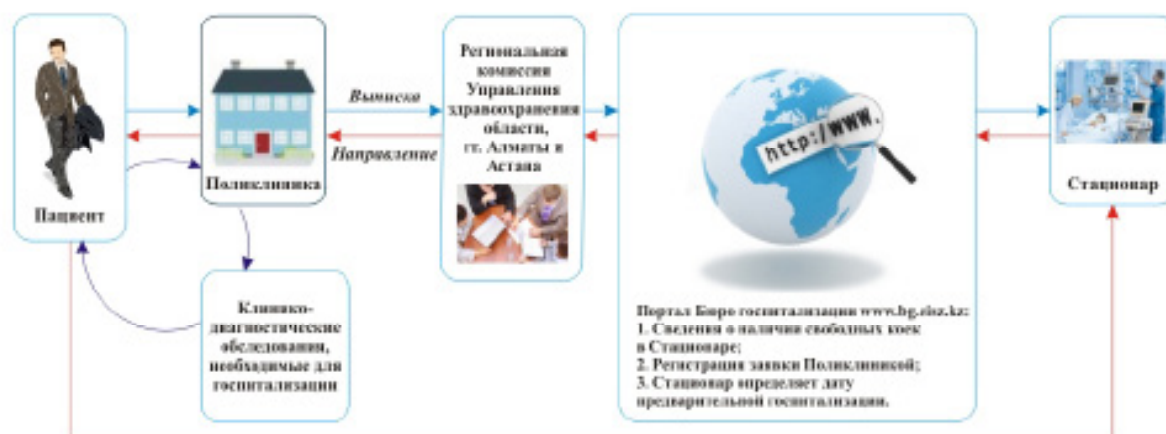 Пациент
Поликлиника
Выписка
Направление
Региональная
комиссия
Управления
здравоохранения
области,
гг. Алматы и
Астана
http:/www.
Стационар
Клинико-
диагностические
обследования,
необходимые для
госпитализации
Портал Бюро госпитализации www.bg.eisz.kz:
1. Сведения о наличии свободных коек
в Стационаре;
2. Регистрация заявки Поликлиникой;
3. Стационар определяет дату
предварительной госпитализации.